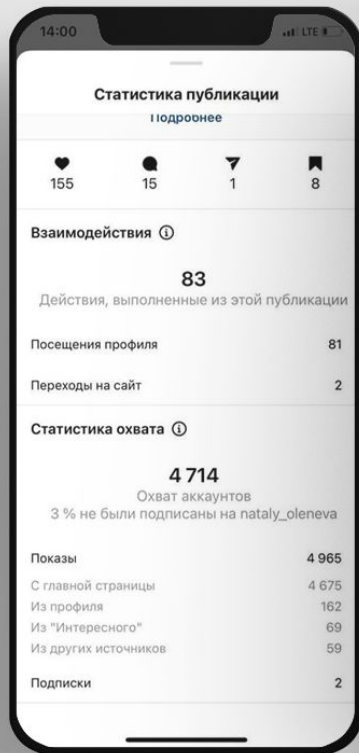 14:00 LTE
Статистика публикации
Подробнее
155 15 1 8
Взаимодействия
83
Действия, выполненные из этой публикации
Посещения профиля 81
Переходы на сайт 2
Статистика охвата
4 714
Охват аккаунтов
3 % не были подписаны на nataly_oleneva
Показы 4 965
С главной страницы 4 675
Из профиля 162
Из "Интересного" 69
Из других источников 59
Подписки 2